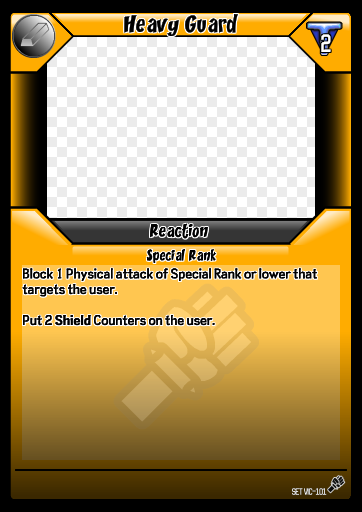 Heavy Guard
2
Reaction
Special Rank
Block 1 Physical attack of Special Rank or lower that
targets the user.
Put 2 Shield Counters on the user.
SET VIC-101